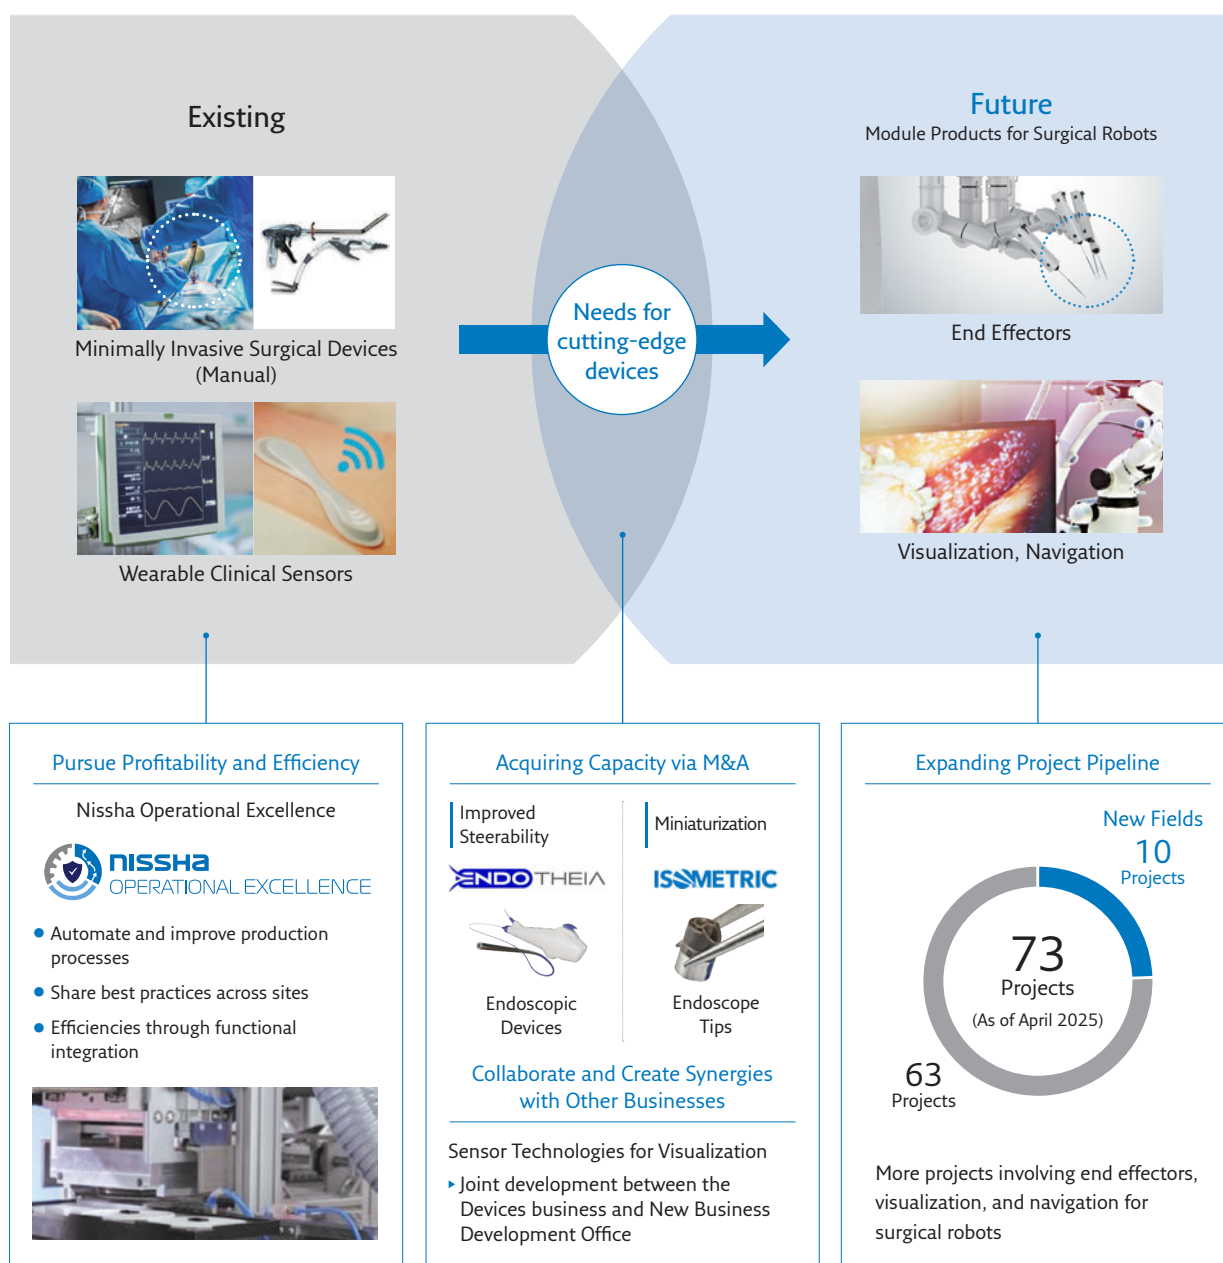 Existing
Minimally Invasive Surgical Devices
(Manual)
Wearable Clinical Sensors
Needs for
cutting-edge
devices
Future
Module Products for Surgical Robots
End Effectors
Visualization, Navigation
Pursue Profitability and Efficiency
Nissha Operational Excellence
nissha
OPERATIONAL EXCELLENCE
● Automate and improve production
processes
● Share best practices across sites
● Efficiencies through functional
integration
Acquiring Capacity via M&A
Improved
Steerability
ENDOTHEIA
Endoscopic
Devices
Miniaturization
ISOMETRIC
Endoscope
Tips
Collaborate and Create Synergies
with Other Businesses
Sensor Technologies for Visualization
▸ Joint development between the
Devices business and New Business
Development Office
Expanding Project Pipeline
New Fields
10
Projects
73
Projects
(As of April 2025)
63
Projects
More projects involving end effectors,
visualization, and navigation for
surgical robots